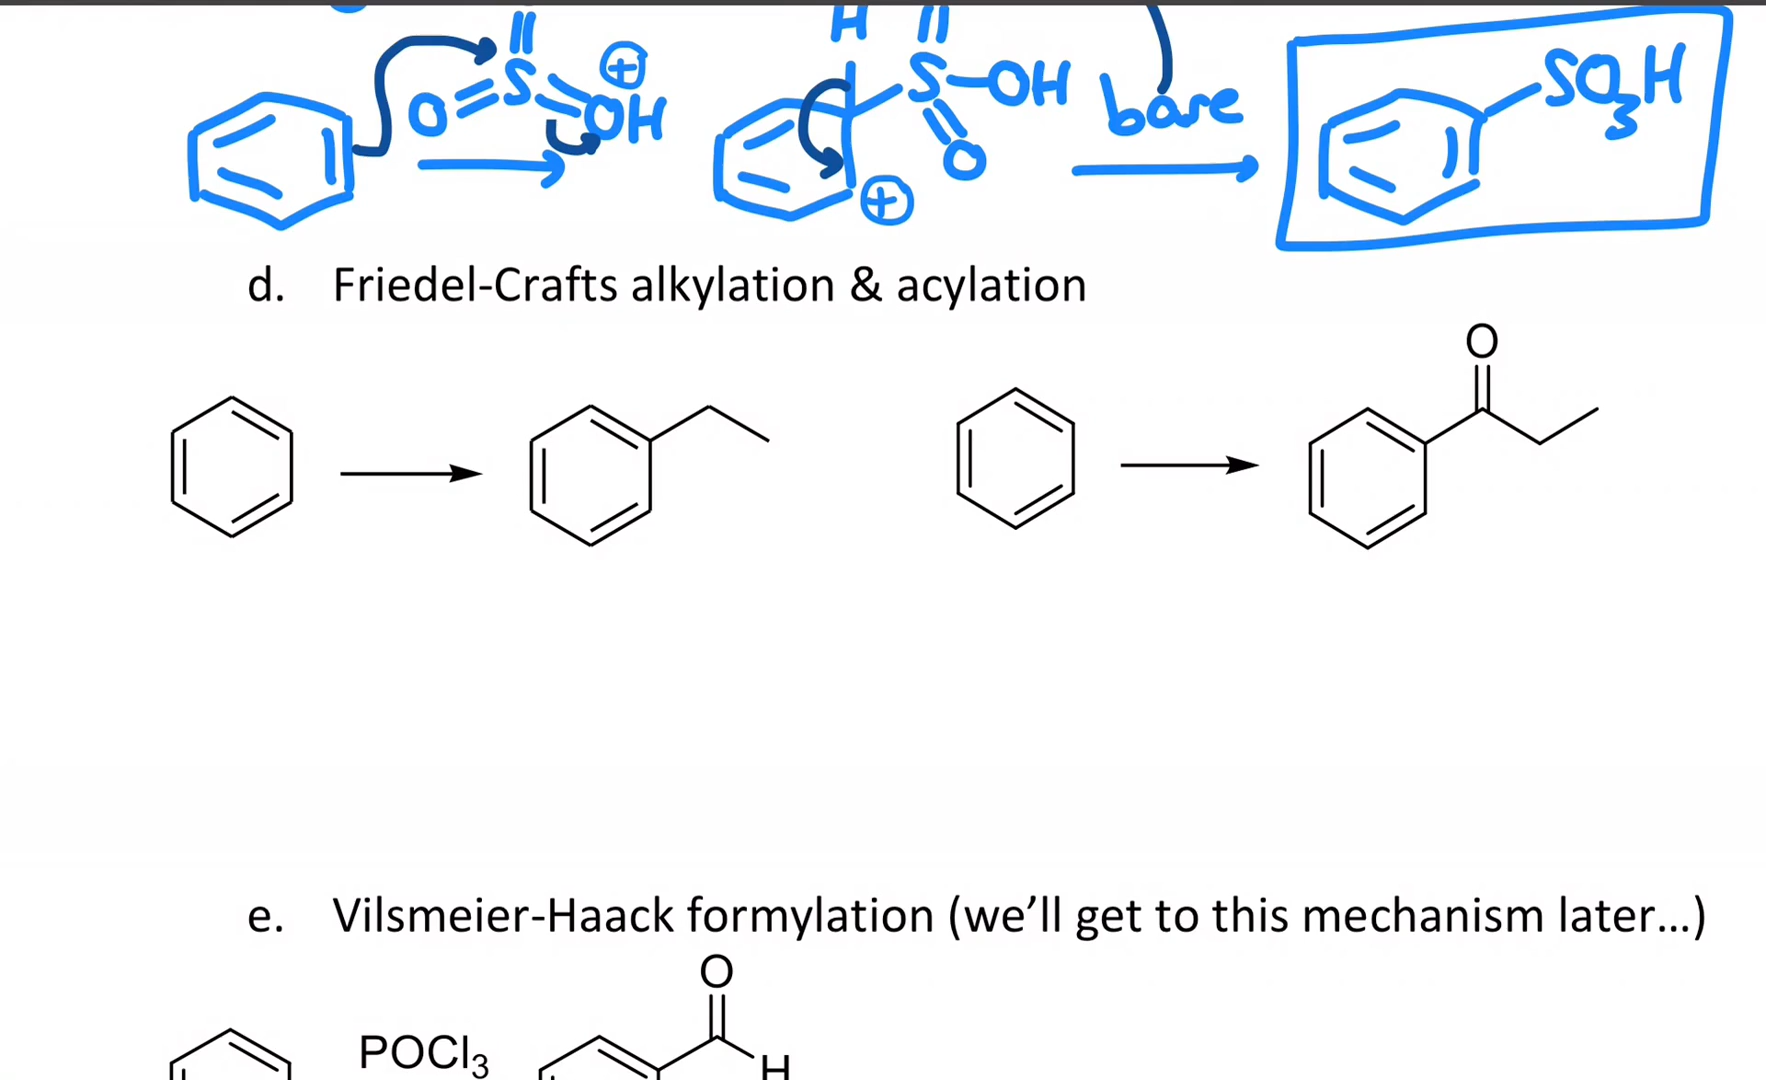 H
O=S=OH ⊕
S-OH
O
⊕
base
SO3H
d. Friedel-Crafts alkylation & acylation
O
e. Vilsmeier-Haack formylation (we’ll get to this mechanism later...)
O
POCl3
H